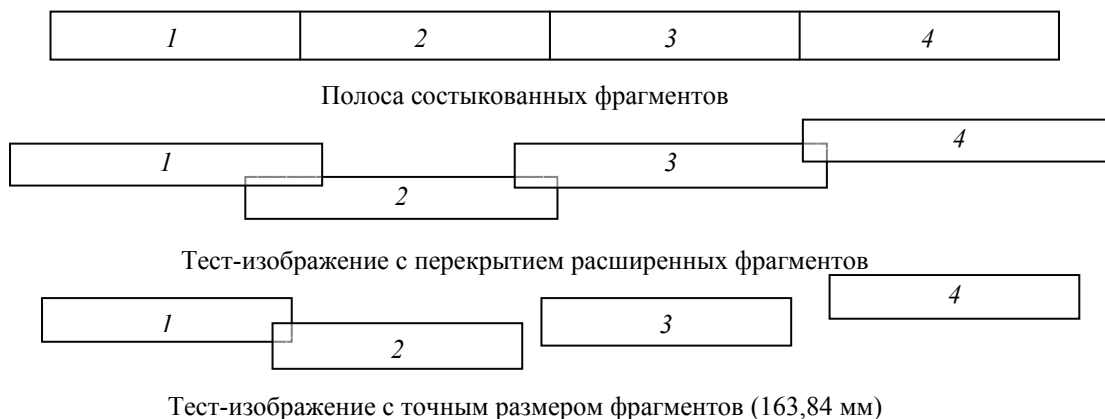 1 2 3 4
Полоса состыкованных фрагментов
1 2 3 4
Тест-изображение с перекрытием расширенных фрагментов
1 2 3 4
Тест-изображение с точным размером фрагментов (163,84 мм)